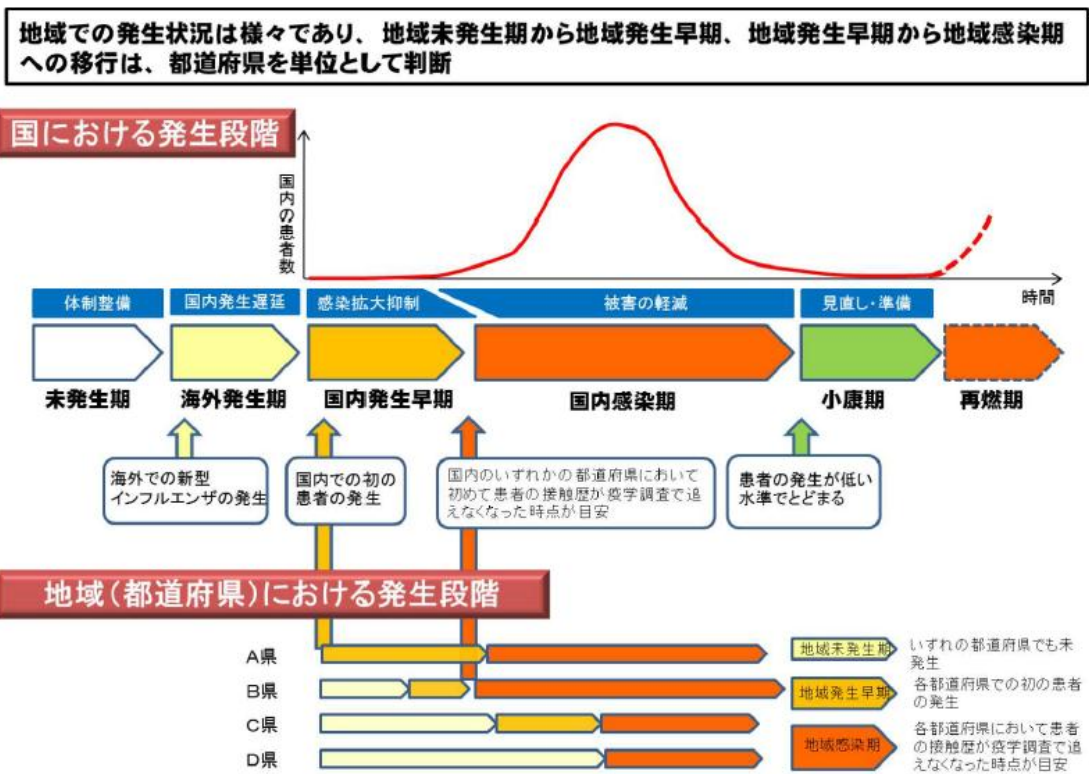 地域での発生状況は様々であり、地域未発生期から地域発生早期、地域発生早期から地域感染期
への移行は、都道府県を単位として判断
国における発生段階
国内の患者数
時間
体制整備
国内発生遅延
感染拡大抑制
被害の軽減
見直し・準備
未発生期
海外発生期
国内発生早期
国内感染期
小康期
再燃期
海外での新型
インフルエンザの発生
国内での初の
患者の発生
国内のいずれかの都道府県において
初めて患者の接触歴が疫学調査で追
えなくなった時点が目安
患者の発生が低い
水準でとどまる
地域(都道府県)における発生段階
A県
B県
C県
D県
地域未発生期
いずれの都道府県でも未
発生
地域発生早期
各都道府県での初の患者
の発生
地域感染期
各都道府県において患者
の接触歴が疫学調査で追
えなくなった時点が目安